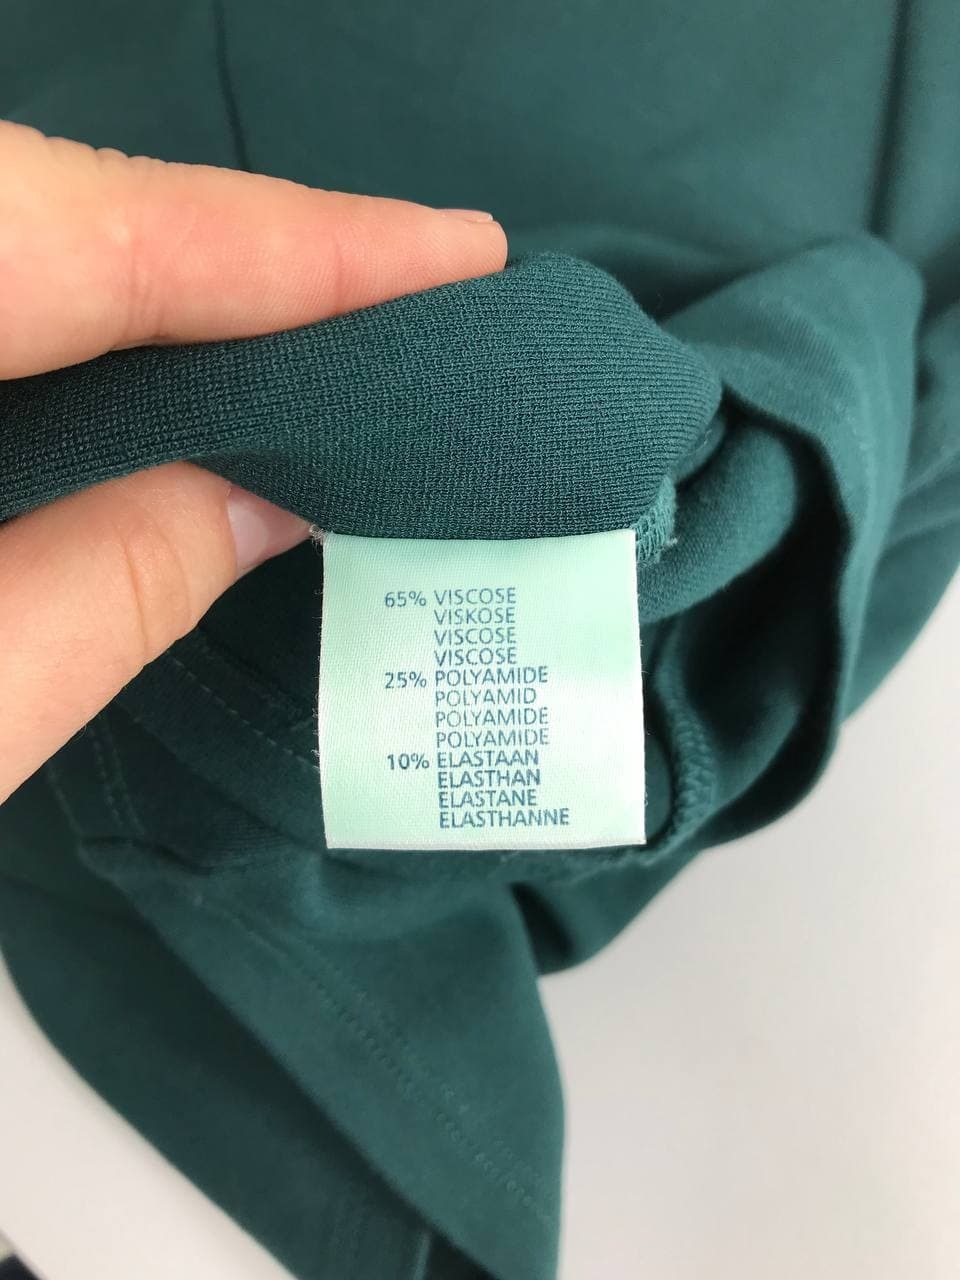 65% VISCOSE
VISKOSE
VISCOSE
VISCOSE
25% POLYAMIDE
POLYAMID
POLYAMIDE
POLYAMIDE
10% ELASTAAN
ELASTHAN
ELASTANE
ELASTHANNE